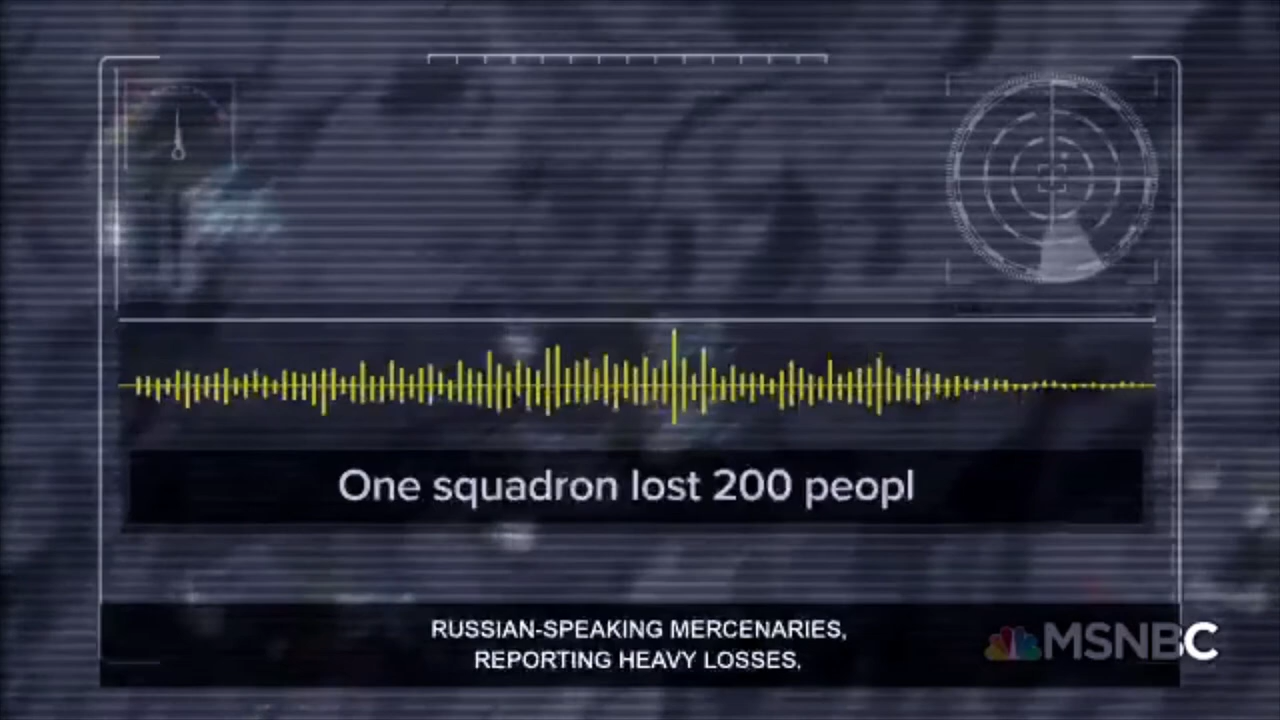 One squadron lost 200 peopl
RUSSIAN-SPEAKING MERCENARIES,
REPORTING HEAVY LOSSES,
MSNBC